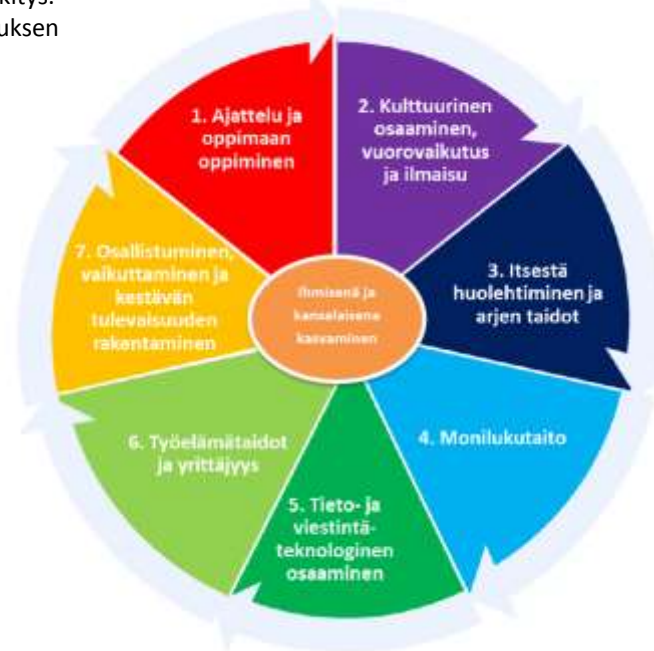 kitys.
uksen
1. Ajattelu ja
oppimaan
oppiminen
2. Kulttuurinen
osaaminen,
vuorovaikutus
ja ilmaisu
3. Itsestä
huolehtiminen ja
arjen taidot
4. Monilukutaito
5. Tieto- ja
viestintä-
teknologinen
osaaminen
6. Työelämätaidot
ja yrittäjyys
7. Osallistuminen,
vaikuttaminen ja
kestävän
tulevaisuuden
rakentaminen
Ihmisenä ja
kansalaisena
kasvaminen